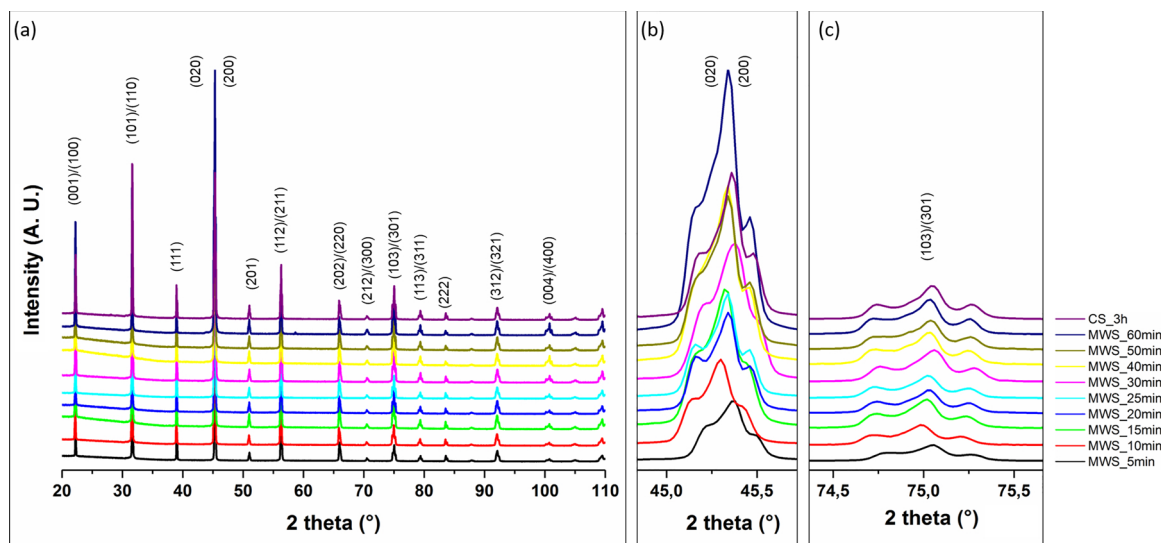 (a)
Intensity (A. U.)
(001)/(100)
(101)/(110)
(111)
(020)
(200)
(201)
(112)/(211)
(202)/(220)
(212)/(300)
(103)/(301)
(113)/(311)
(222)
(312)/(321)
(004)/(400)
20 30 40 50 60 70 80 90 100 110
2 theta (°)
(b)
(020)
(200)
45,0 45,5
2 theta (°)
(c)
(103)/(301)
74,5 75,0 75,5
2 theta (°)
CS_3h
MWS_60min
MWS_50min
MWS_40min
MWS_30min
MWS_25min
MWS_20min
MWS_15min
MWS_10min
MWS_5min